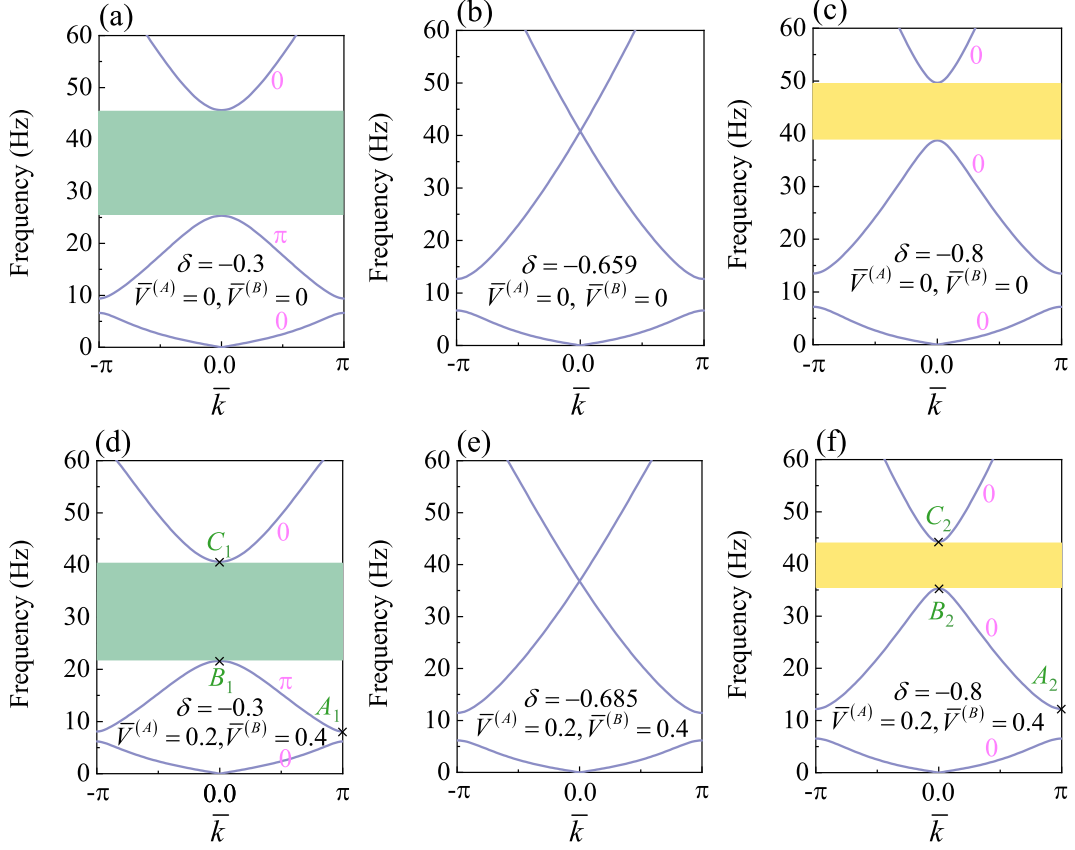 (a)
60
50
40
30
20
10
0
Frequency (Hz)
0
π
0
δ = −0.3
V̅⁽ᴬ⁾ = 0, V̅⁽ᴮ⁾ = 0
-π 0.0 π
k̅
(b)
60
50
40
30
20
10
0
Frequency (Hz)
δ = −0.659
V̅⁽ᴬ⁾ = 0, V̅⁽ᴮ⁾ = 0
-π 0.0 π
k̅
(c)
60
50
40
30
20
10
0
Frequency (Hz)
0
0
δ = −0.8
V̅⁽ᴬ⁾ = 0, V̅⁽ᴮ⁾ = 0
0
-π 0.0 π
k̅
(d)
60
50
40
30
20
10
0
Frequency (Hz)
0
C₁
B₁
π
A₁
δ = −0.3
V̅⁽ᴬ⁾ = 0.2, V̅⁽ᴮ⁾ = 0.4
0
-π 0.0 π
k̅
(e)
60
50
40
30
20
10
0
Frequency (Hz)
δ = −0.685
V̅⁽ᴬ⁾ = 0.2, V̅⁽ᴮ⁾ = 0.4
-π 0.0 π
k̅
(f)
60
50
40
30
20
10
0
Frequency (Hz)
0
C₂
B₂
0
A₂
δ = −0.8
V̅⁽ᴬ⁾ = 0.2, V̅⁽ᴮ⁾ = 0.4
0
-π 0.0 π
k̅